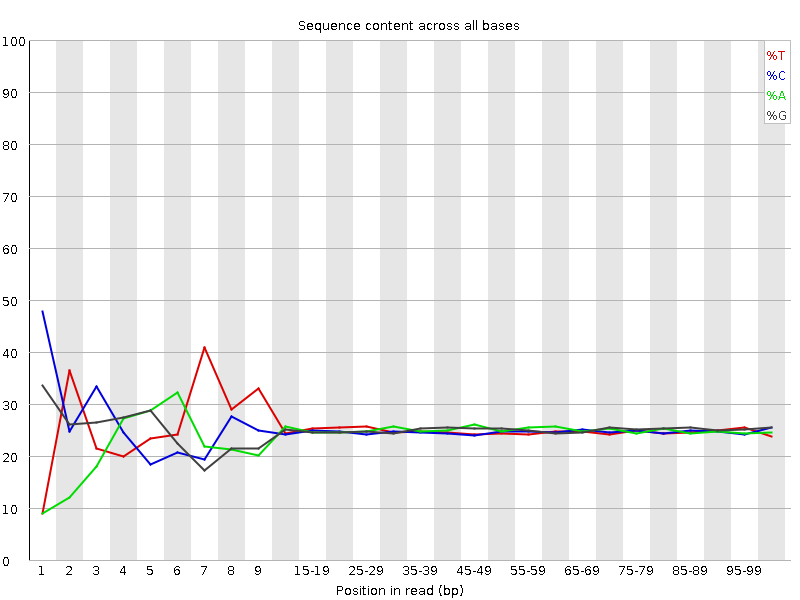 Sequence content across all bases
%T
%C
%A
%G
100
90
80
70
60
50
40
30
20
10
0
1 2 3 4 5 6 7 8 9 15-19 25-29 35-39 45-49 55-59 65-69 75-79 85-89 95-99
Position in read (bp)